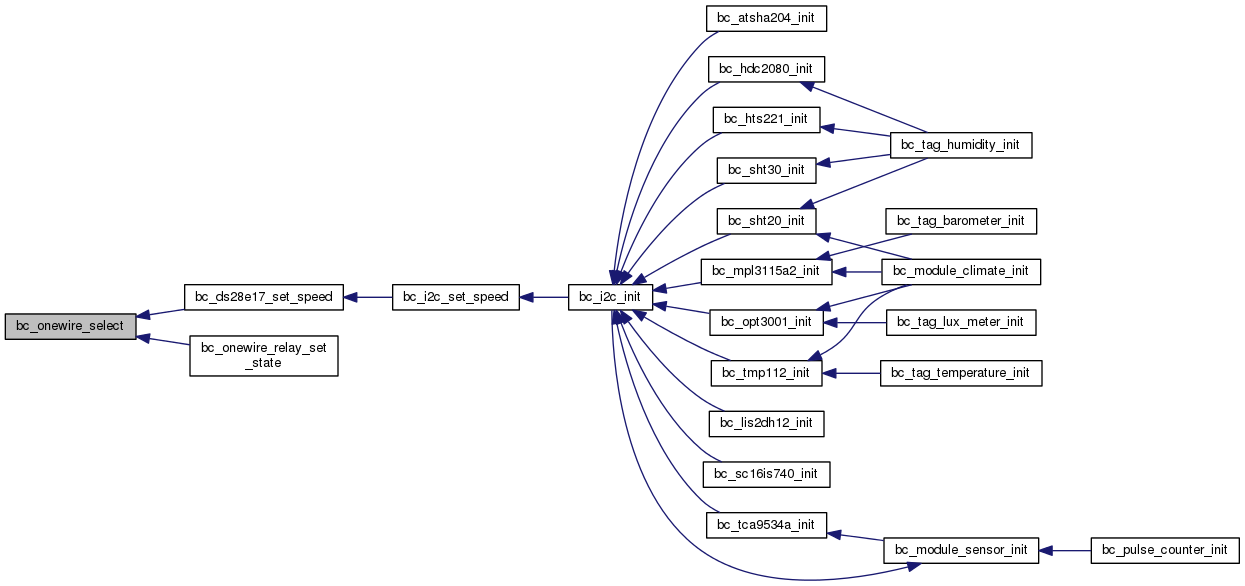 bc_onewire_select
bc_ds28e17_set_speed
bc_onewire_relay_set
_state
bc_i2c_set_speed
bc_i2c_init
bc_atsha204_init
bc_hdc2080_init
bc_hts221_init
bc_sht30_init
bc_sht20_init
bc_mpl3115a2_init
bc_opt3001_init
bc_tmp112_init
bc_lis2dh12_init
bc_sc16is740_init
bc_tca9534a_init
bc_tag_humidity_init
bc_tag_barometer_init
bc_module_climate_init
bc_tag_lux_meter_init
bc_tag_temperature_init
bc_module_sensor_init
bc_pulse_counter_init